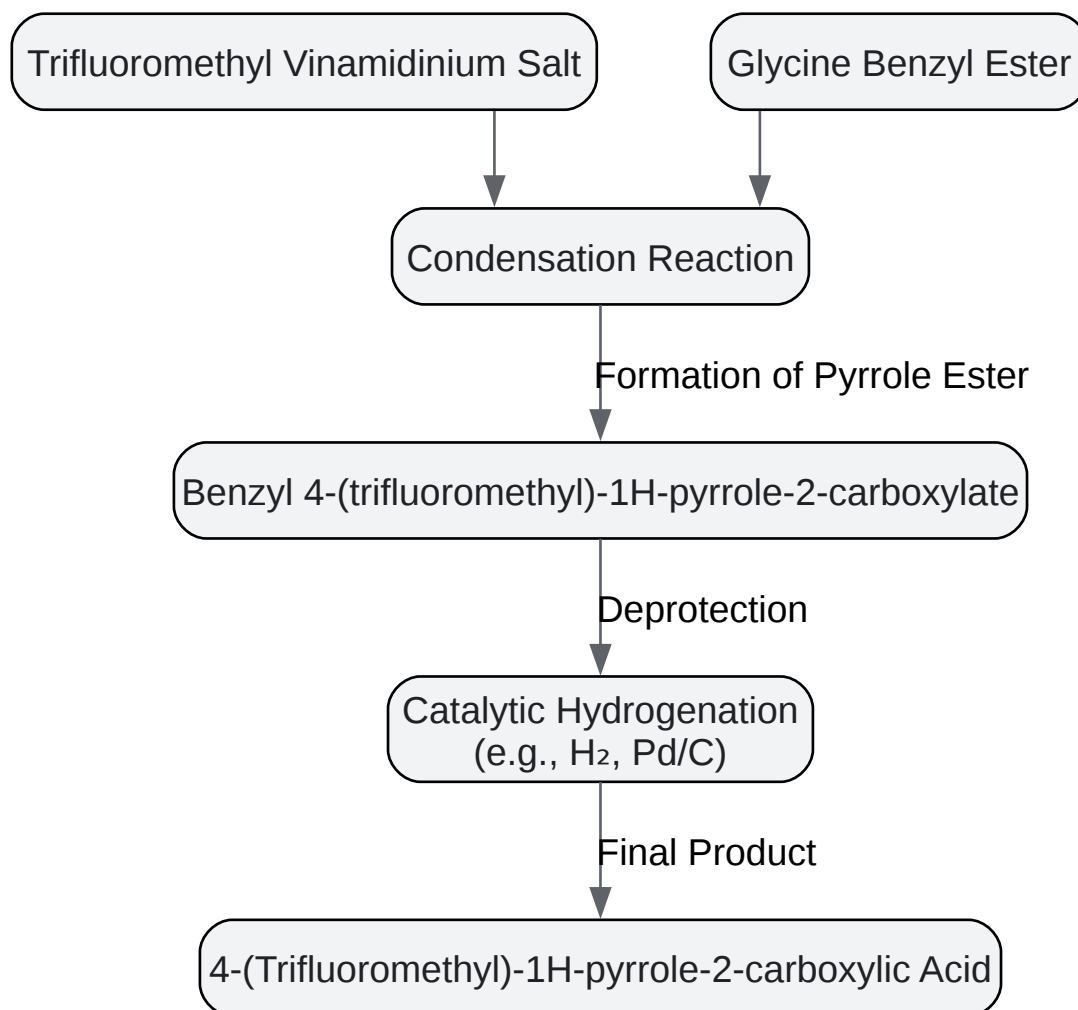 Trifluoromethyl Vinamidinium Salt
Glycine Benzyl Ester
Condensation Reaction
Formation of Pyrrole Ester
Benzyl 4-(trifluoromethyl)-1H-pyrrole-2-carboxylate
Deprotection
Catalytic Hydrogenation
(e.g., H₂, Pd/C)
Final Product
4-(Trifluoromethyl)-1H-pyrrole-2-carboxylic Acid